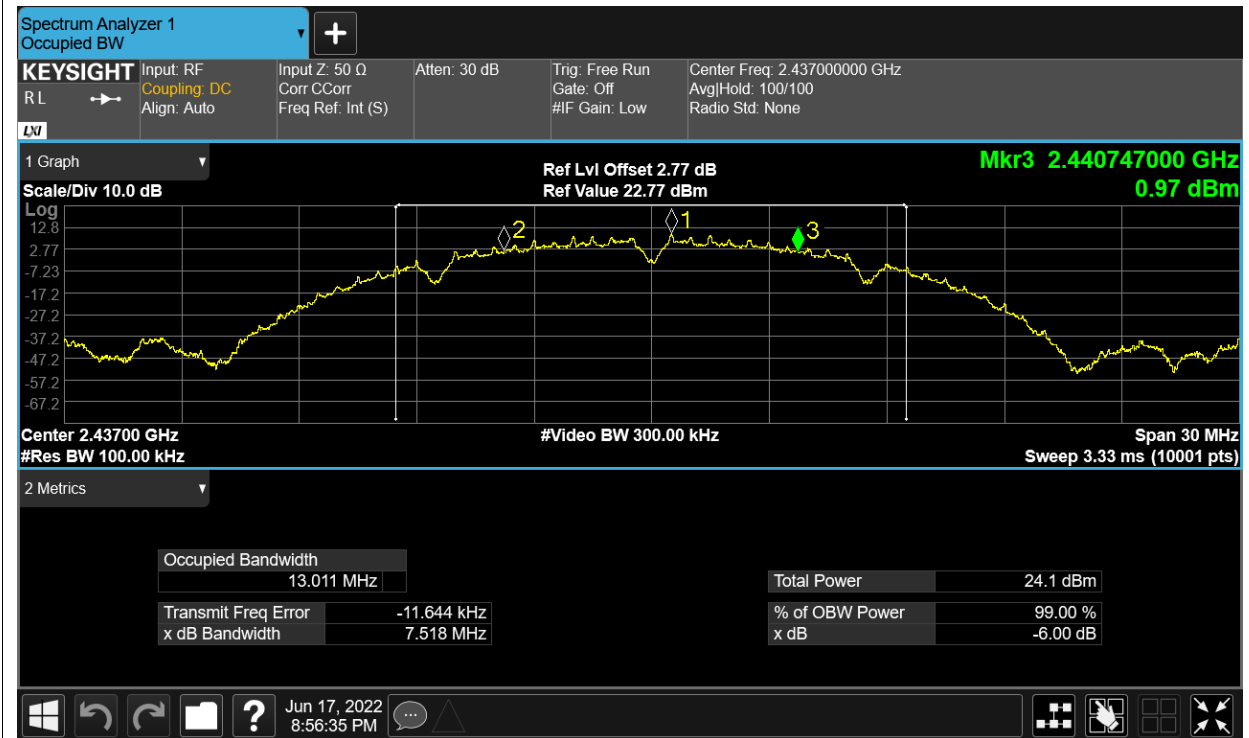 Spectrum Analyzer 1
Occupied BW
KEYSIGHT
R L
LXI
Input: RF
Coupling: DC
Align: Auto
Input Z: 50 Ω
Corr CCorr
Freq Ref: Int (S)
Atten: 30 dB
Trig: Free Run
Gate: Off
#IF Gain: Low
Center Freq: 2.437000000 GHz
Avg|Hold: 100/100
Radio Std: None
1 Graph
Scale/Div 10.0 dB
Ref Lvl Offset 2.77 dB
Ref Value 22.77 dBm
Mkr3 2.440747000 GHz
0.97 dBm
Log
12.8
2.77
-7.23
-17.2
-27.2
-37.2
-47.2
-57.2
-67.2
2
1
3
Center 2.43700 GHz
#Res BW 100.00 kHz
#Video BW 300.00 kHz
Span 30 MHz
Sweep 3.33 ms (10001 pts)
2 Metrics
Occupied Bandwidth
13.011 MHz
Transmit Freq Error -11.644 kHz
x dB Bandwidth 7.518 MHz
Total Power 24.1 dBm
% of OBW Power 99.00 %
x dB -6.00 dB
?
Jun 17, 2022
8:56:35 PM